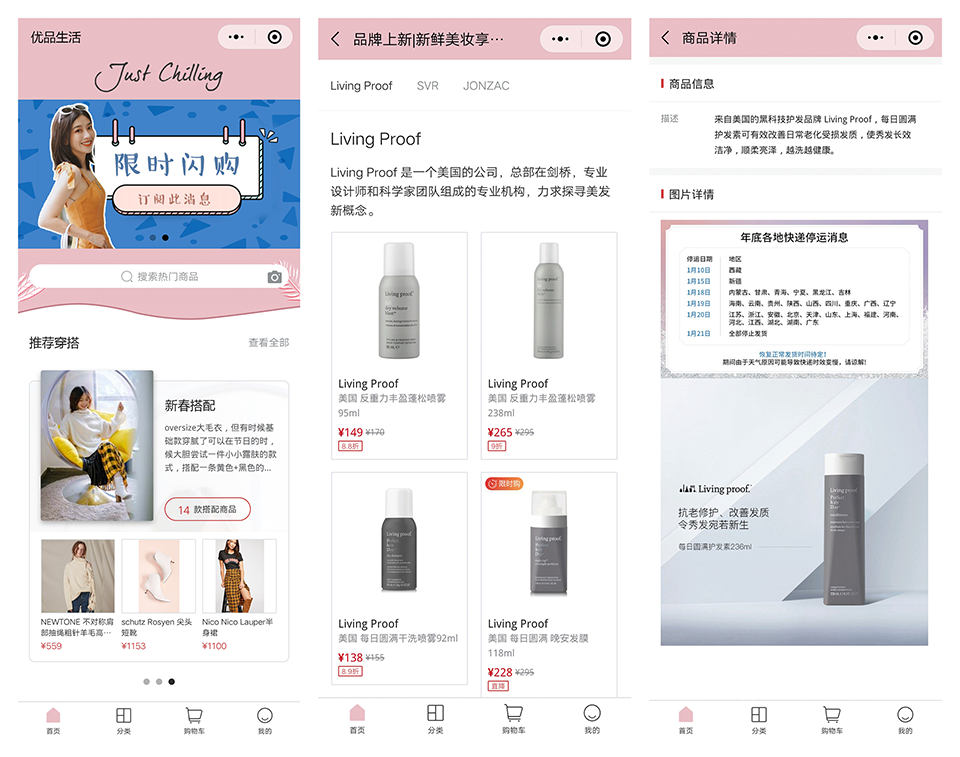 优品生活
Just Chilling
限时闪购
订阅此消息
搜索热门商品
推荐穿搭
查看全部
新春搭配
oversize大毛衣，但有时候基
础款穿腻了可以在节日的时，
候大胆尝试一件小小露肤的款
式，搭配一条黄色+黑色的...
14 款搭配商品
NEWTONE 不对称肩
部抽绳粗针羊毛高···
¥559
schutz Rosyen 尖头
短靴
¥1153
Nico Nico Lauper半
身裙
¥1100
首页
分类
购物车
我的
品牌上新|新鲜美妆享···
Living Proof
SVR
JONZAC
Living Proof
Living Proof 是一个美国的公司，总部在剑桥，专业
设计师和科学家团队组成的专业机构，力求探寻美发
新概念。
Living proof.
dry volume
blast
Living Proof
美国 反重力丰盈蓬松喷雾
95ml
¥149 ¥170
8.8折
Living proof.
Living Proof
美国 反重力丰盈蓬松喷雾
238ml
¥265 ¥295
9折
Living proof.
Perfect
hair
Day
Living Proof
美国 每日圆满干洗喷雾92ml
¥138 ¥155
8.9折
限时购
Living proof.
Perfect
hair
Day
Living Proof
美国 每日圆满 晚安发膜
118ml
¥228 ¥295
直降
首页
分类
购物车
我的
商品详情
商品信息
描述
来自美国的黑科技护发品牌 Living Proof，每日圆满
护发素可有效改善日常老化受损发质，使秀发长效
洁净，顺柔亮泽，越洗越健康。
图片详情
年底各地快递停运消息
停运日期 地区
1月10日 西藏
1月15日 新疆
1月18日 内蒙古、甘肃、青海、宁夏、黑龙江、吉林
1月19日 海南、云南、贵州、陕西、山西、四川、重庆、广西、辽宁
1月20日 江苏、浙江、安徽、北京、天津、山东、上海、福建、河南、
河北、江西、湖北、湖南、广东
1月21日 全部停止发货
恢复正常发货时间待定!
期间由于天气原因可能导致快递时效变慢，请谅解!
Living proof.
抗老修护、改善发质
令秀发宛若新生
每日圆满护发素236ml
Living proof.
Perfect
hair
Day
首页
分类
购物车
我的